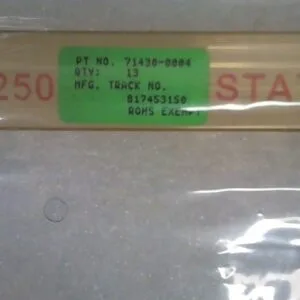 PT NO. 71430-0004
QTY: 13
MFG. TRACK NO.
817453150
ROHS EXEMPT
250
STA